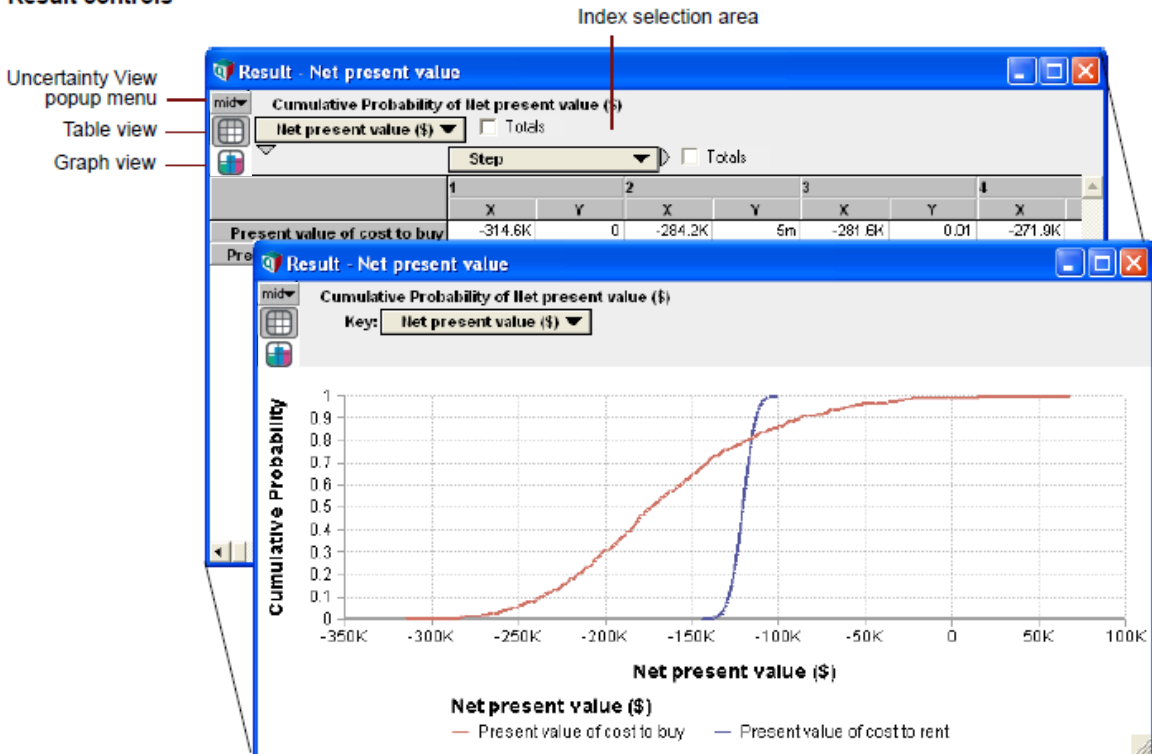 Result controls
Index selection area
Uncertainty View
popup menu
Table view
Graph view
Result - Net present value
mid
Cumulative Probability of Net present value ($)
Net present value ($)
Totals
Step
Totals
1 2 3 4
X Y X Y X Y X
Present value of cost to buy -314.6K 0 -284.2K 5m -281.6K 0.01 -271.9K
Pre
Result - Net present value
mid
Cumulative Probability of Net present value ($)
Key: Net present value ($)
Cumulative Probability
1
0.9
0.8
0.7
0.6
0.5
0.4
0.3
0.2
0.1
0
-350K -300K -250K -200K -150K -100K -50K 0 50K 100K
Net present value ($)
Net present value ($)
Present value of cost to buy Present value of cost to rent